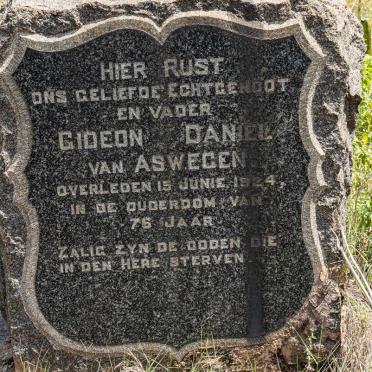 HIER RUST
ONS GELIEFDE ECHTGENOOT
EN VADER
GIDEON DANIEL
VAN ASWEGEN
OVERLEDEN 15 JUNIE 1924,
IN DE OUDERDOM VAN
76 JAAR
ZALIG ZYN DE DODEN DIE
IN DEN HERE STERVEN